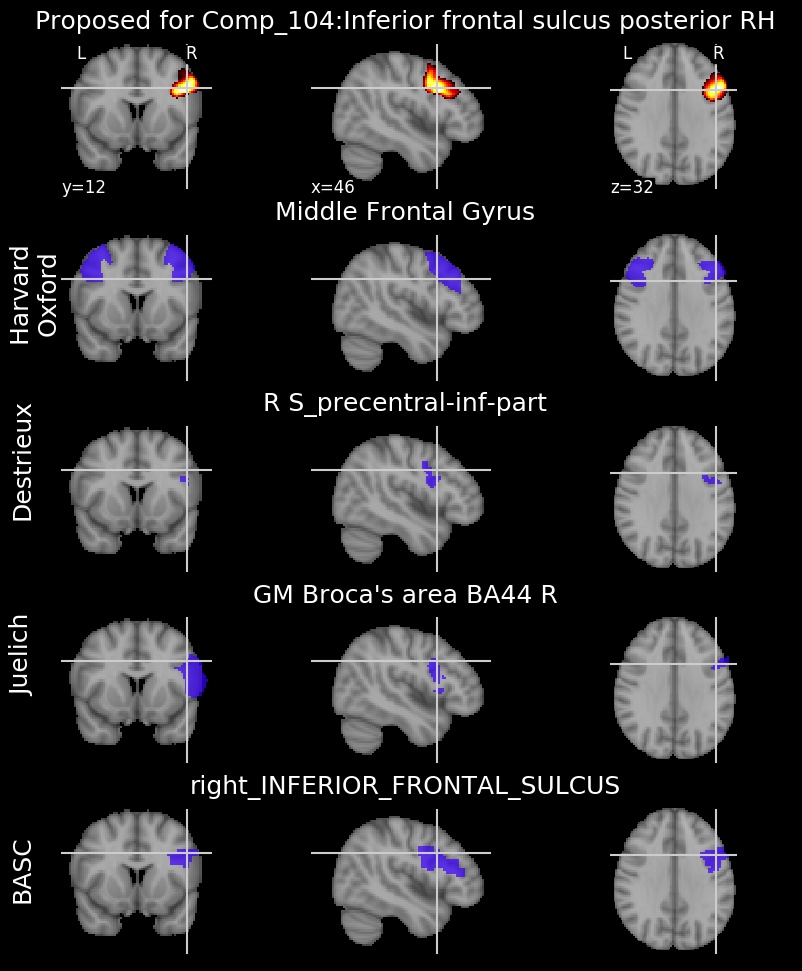 Proposed for Comp_104:Inferior frontal sulcus posterior RH
L R L R
y=12 x=46 z=32
Middle Frontal Gyrus
Harvard
Oxford
R S_precentral-inf-part
Destrieux
GM Broca's area BA44 R
Juelich
right_INFERIOR_FRONTAL_SULCUS
BASC